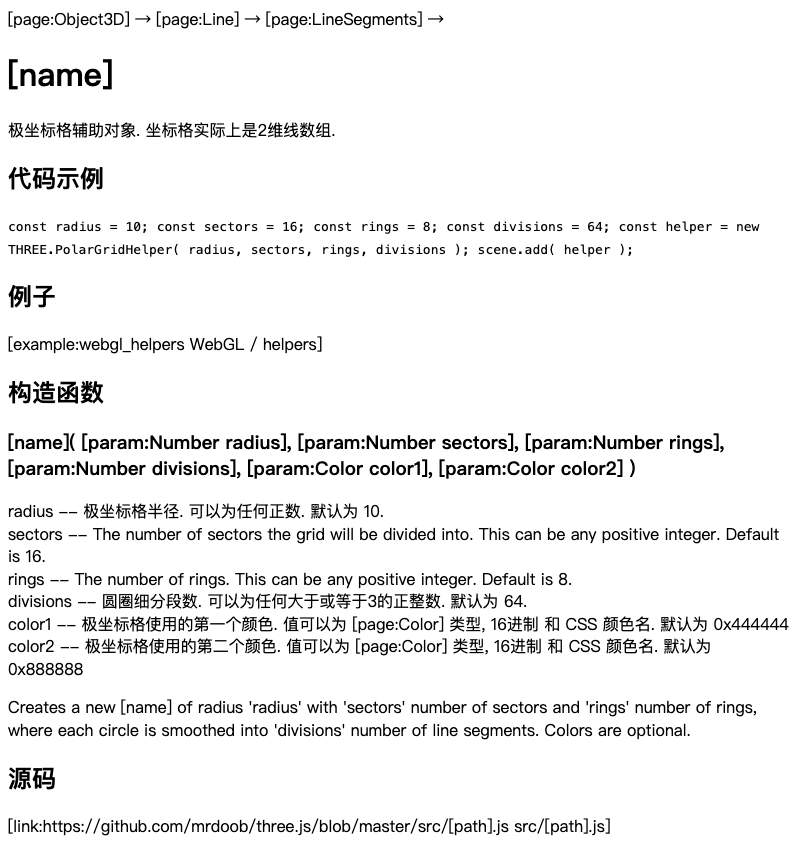 [page:Object3D] → [page:Line] → [page:LineSegments] →
[name]
极坐标格辅助对象. 坐标格实际上是2维线数组.
代码示例
const radius = 10; const sectors = 16; const rings = 8; const divisions = 64; const helper = new
THREE.PolarGridHelper( radius, sectors, rings, divisions ); scene.add( helper );
例子
[example:webgl_helpers WebGL / helpers]
构造函数
[name]( [param:Number radius], [param:Number sectors], [param:Number rings],
[param:Number divisions], [param:Color color1], [param:Color color2] )
radius -- 极坐标格半径. 可以为任何正数. 默认为 10.
sectors -- The number of sectors the grid will be divided into. This can be any positive integer. Default
is 16.
rings -- The number of rings. This can be any positive integer. Default is 8.
divisions -- 圆圈细分段数. 可以为任何大于或等于3的正整数. 默认为 64.
color1 -- 极坐标格使用的第一个颜色. 值可以为 [page:Color] 类型, 16进制 和 CSS 颜色名. 默认为 0x444444
color2 -- 极坐标格使用的第二个颜色. 值可以为 [page:Color] 类型, 16进制 和 CSS 颜色名. 默认为
0x888888
Creates a new [name] of radius 'radius' with 'sectors' number of sectors and 'rings' number of rings,
where each circle is smoothed into 'divisions' number of line segments. Colors are optional.
源码
[link:https://github.com/mrdoob/three.js/blob/master/src/[path].js src/[path].js]